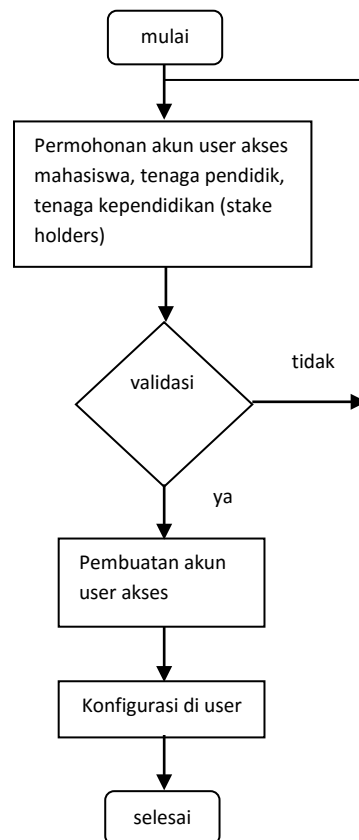 mulai
Permohonan akun user akses
mahasiswa, tenaga pendidik,
tenaga kependidikan (stake
holders)
validasi
tidak
ya
Pembuatan akun
user akses
Konfigurasi di user
selesai